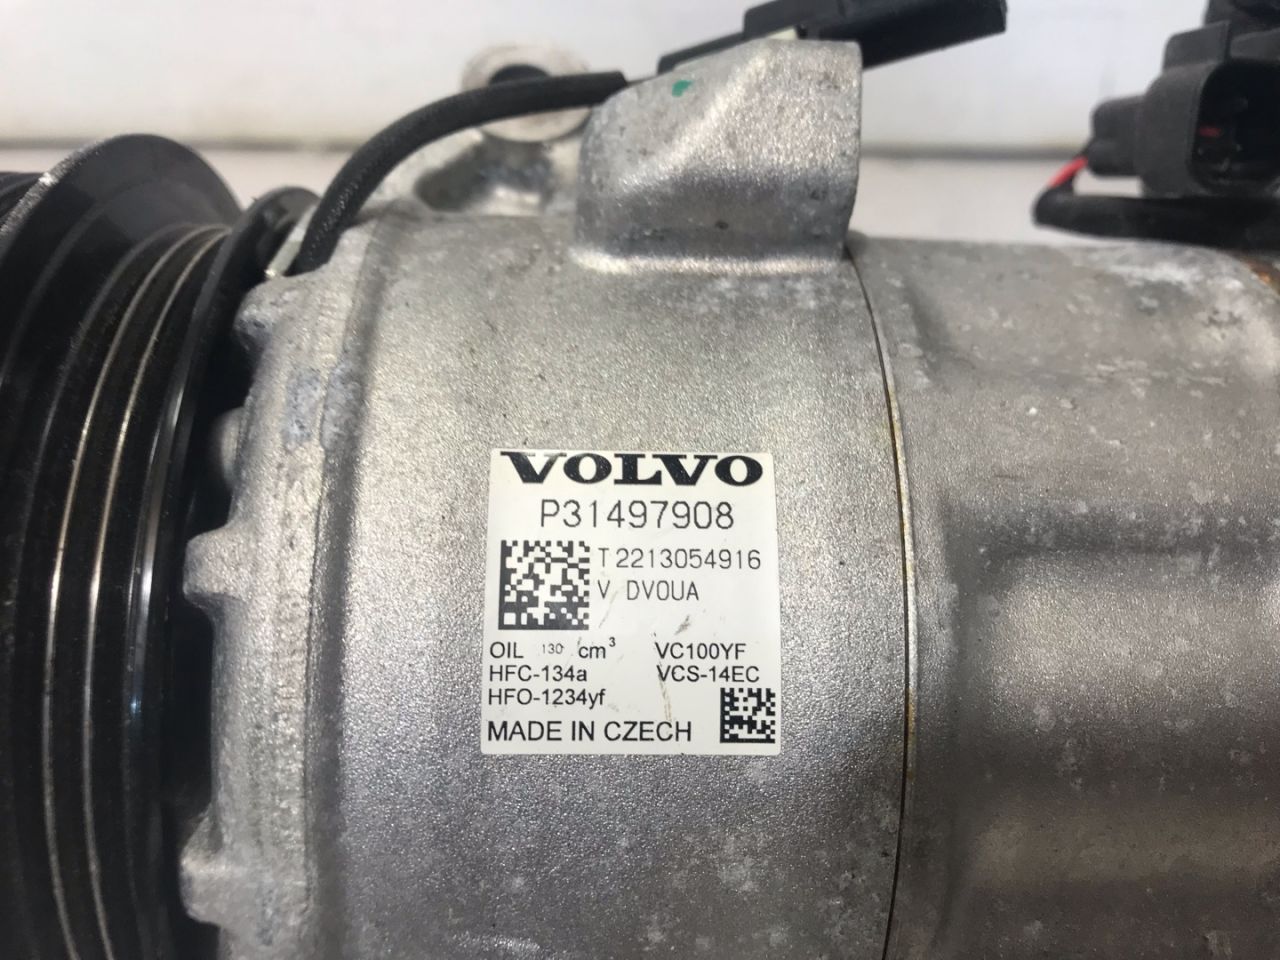 VOLVO
P31497908
T 2213054916
V DV0UA
OIL 130 cm³ VC100YF
HFC-134a VCS-14EC
HFO-1234yf
MADE IN CZECH